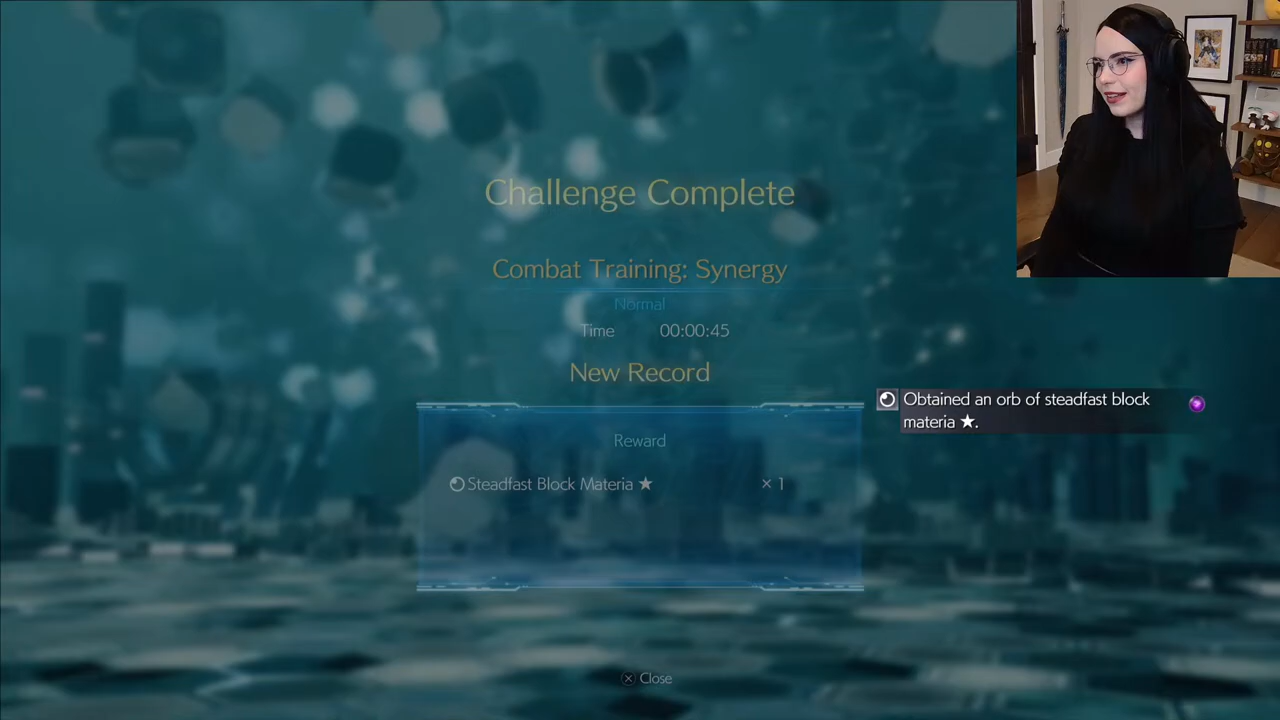 Challenge Complete
Combat Training: Synergy
Normal
Time 00:00:45
New Record
Obtained an orb of steadfast block
materia ★.
Reward
Steadfast Block Materia ★ × 1
Close